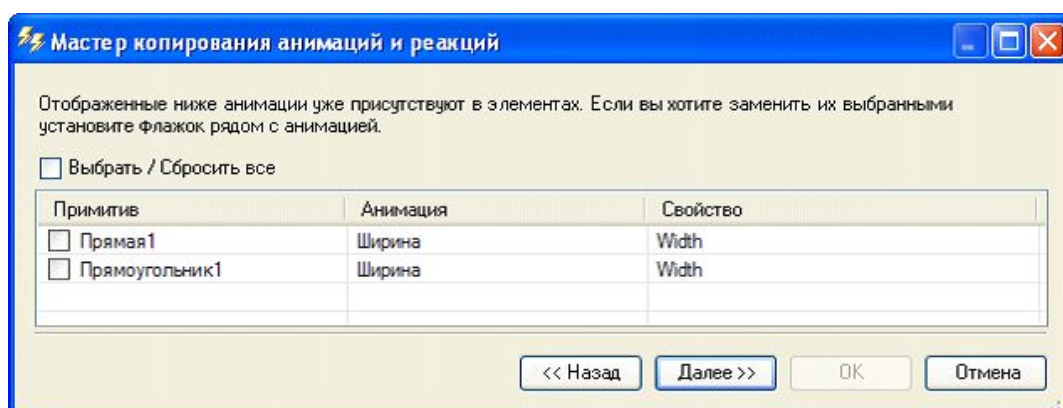 Мастер копирования анимаций и реакций
Отображенные ниже анимации уже присутствуют в элементах. Если вы хотите заменить их выбранными
установите флажок рядом с анимацией.
Выбрать / Сбросить все
Примитив Анимация Свойство
Прямая1 Ширина Width
Прямоугольник1 Ширина Width
<< Назад Далее >> OK Отмена